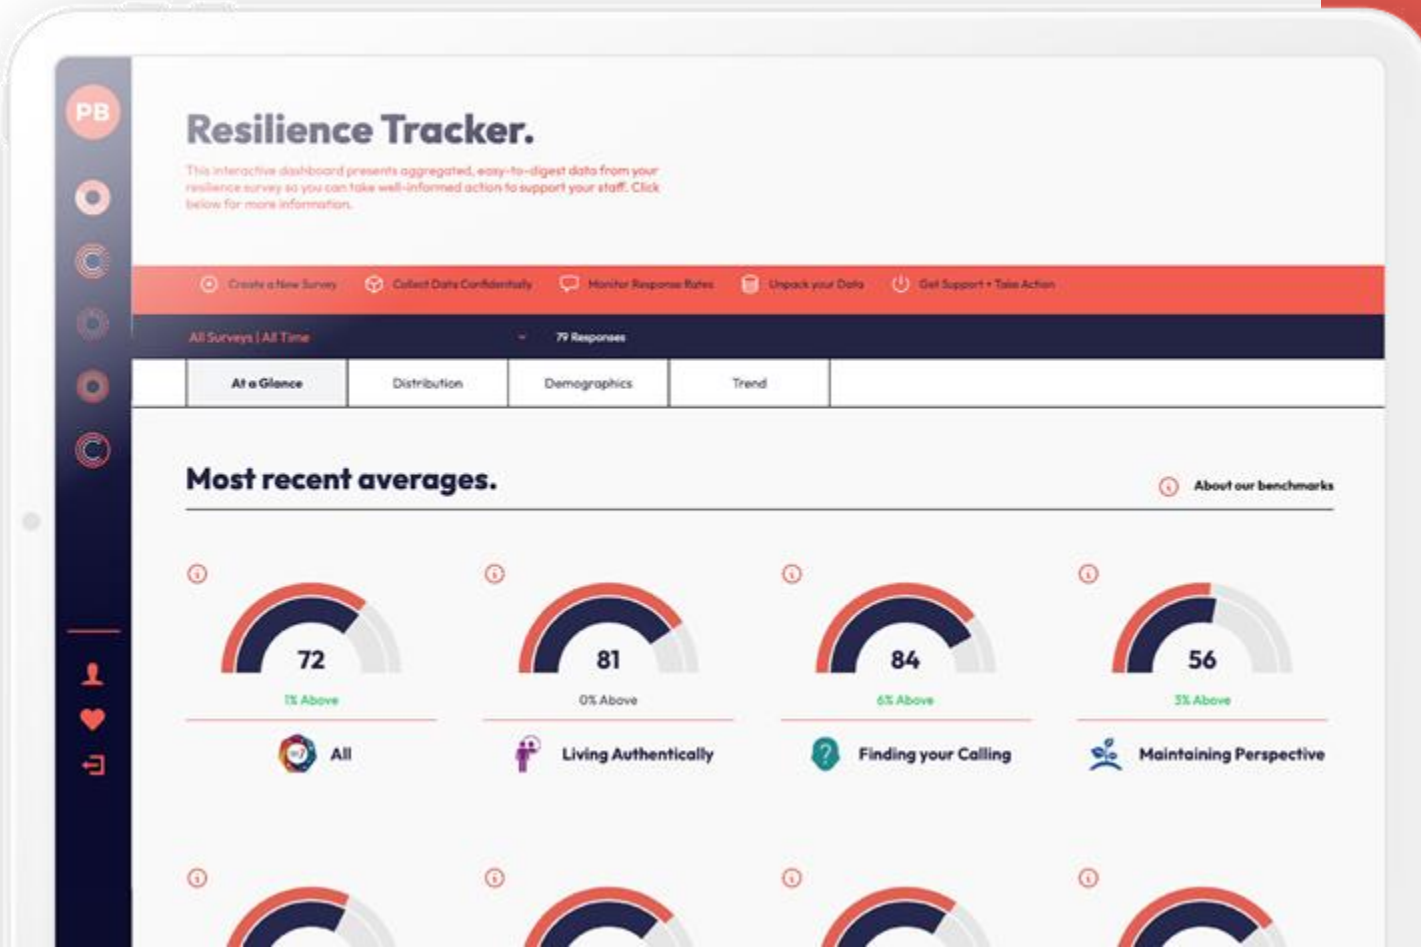 PB
Resilience Tracker.
This interactive dashboard presents aggregated, easy-to-digest data from your
resilience survey so you can take well-informed action to support your staff. Click
below for more information.
Create a New Survey Collect Data Confidentially Monitor Response Rates Unpack your Data Get Support + Take Action
All Surveys | All Time 79 Responses
At a Glance Distribution Demographics Trend
Most recent averages.
About our benchmarks
72 81 84 56
1% Above 0% Above 6% Above 3% Above
All Living Authentically Finding your Calling Maintaining Perspective